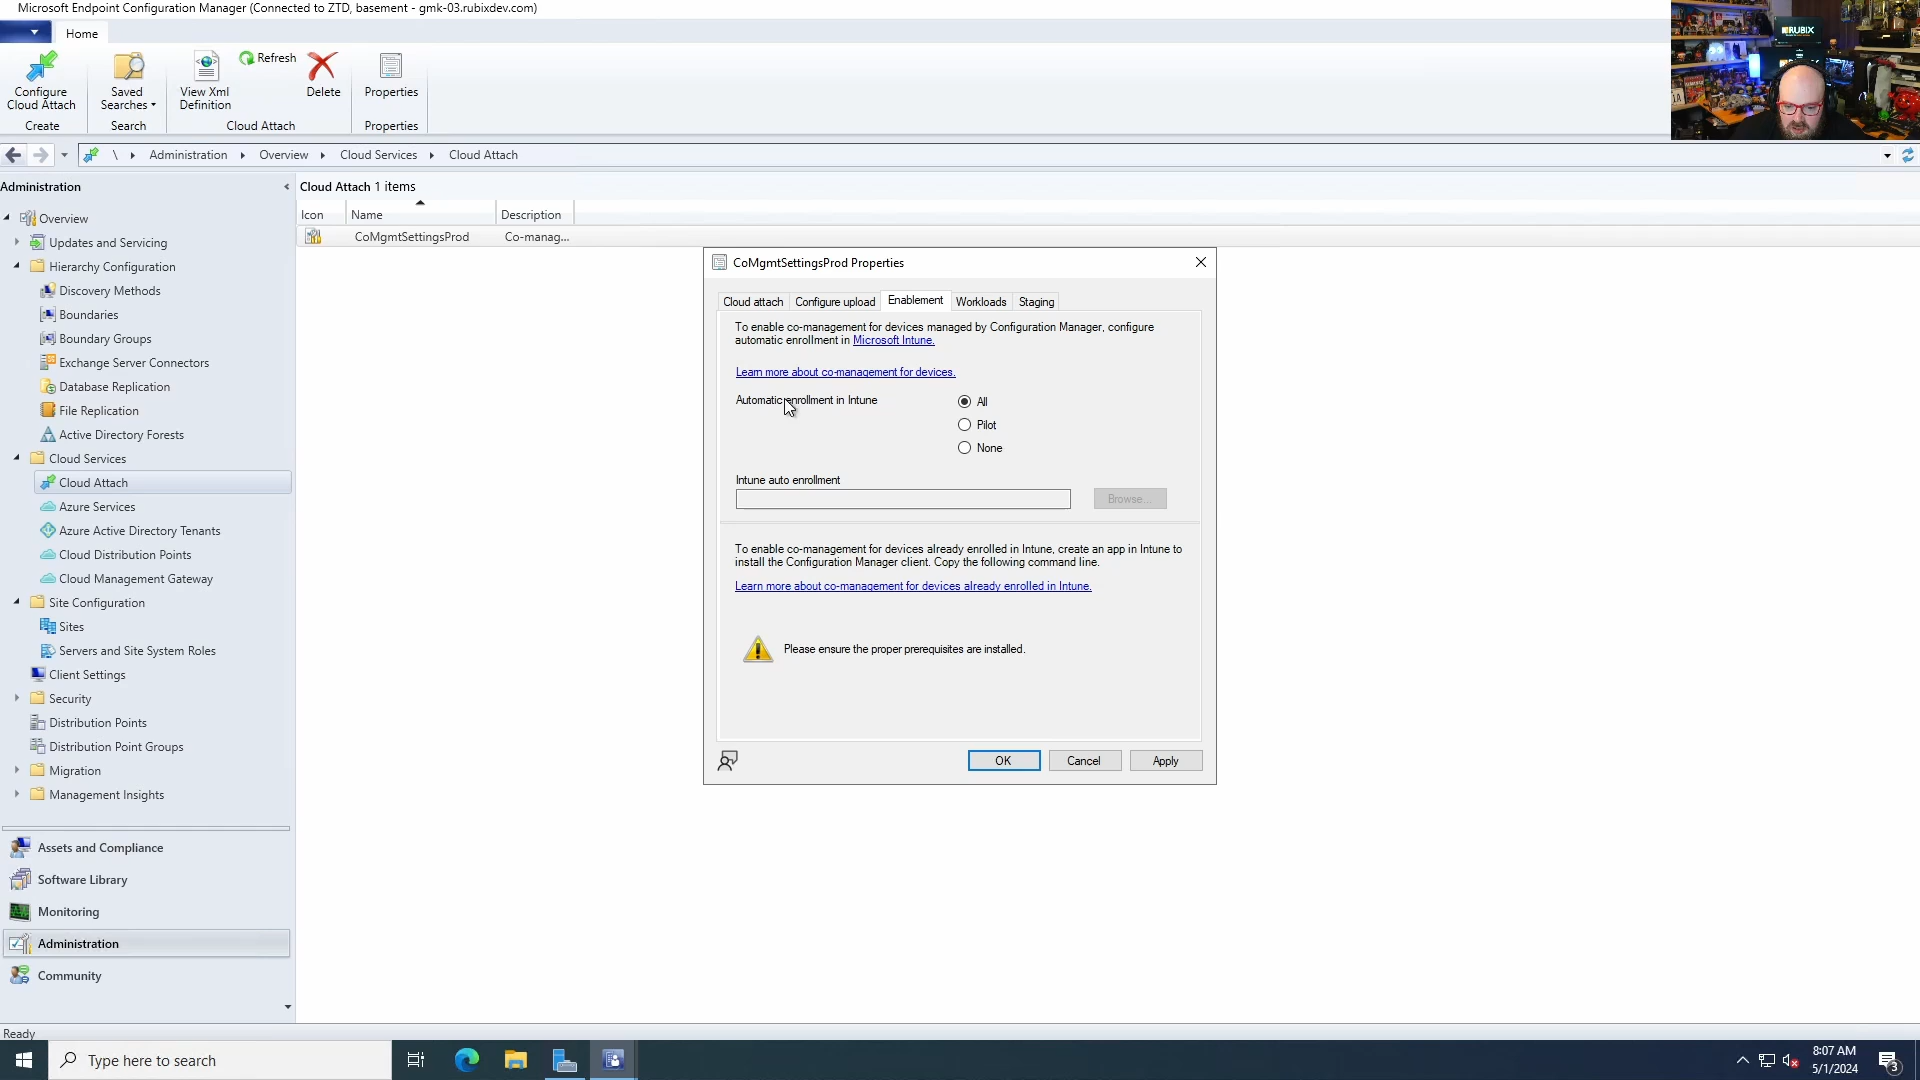 Microsoft Endpoint Configuration Manager (Connected to ZTD, basement - gmk-03.rubixdev.com)
Home
Configure Cloud Attach
Saved Searches
View Xml Definition
Refresh
Delete
Properties
Create
Search
Cloud Attach
Properties
\ Administration Overview Cloud Services Cloud Attach
RUBIX
Administration
Overview
Updates and Servicing
Hierarchy Configuration
Discovery Methods
Boundaries
Boundary Groups
Exchange Server Connectors
Database Replication
File Replication
Active Directory Forests
Cloud Services
Cloud Attach
Azure Services
Azure Active Directory Tenants
Cloud Distribution Points
Cloud Management Gateway
Site Configuration
Sites
Servers and Site System Roles
Client Settings
Security
Distribution Points
Distribution Point Groups
Migration
Management Insights
Assets and Compliance
Software Library
Monitoring
Administration
Community
Cloud Attach 1 items
Icon Name Description
CoMgmtSettingsProd Co-manag...
CoMgmtSettingsProd Properties
Cloud attach Configure upload Enablement Workloads Staging
To enable co-management for devices managed by Configuration Manager, configure
automatic enrollment in Microsoft Intune.
Learn more about co-management for devices.
Automatic enrollment in Intune
All
Pilot
None
Intune auto enrollment
Browse...
To enable co-management for devices already enrolled in Intune, create an app in Intune to
install the Configuration Manager client. Copy the following command line.
Learn more about co-management for devices already enrolled in Intune.
Please ensure the proper prerequisites are installed.
OK Cancel Apply
Ready
Type here to search
8:07 AM
5/1/2024
3